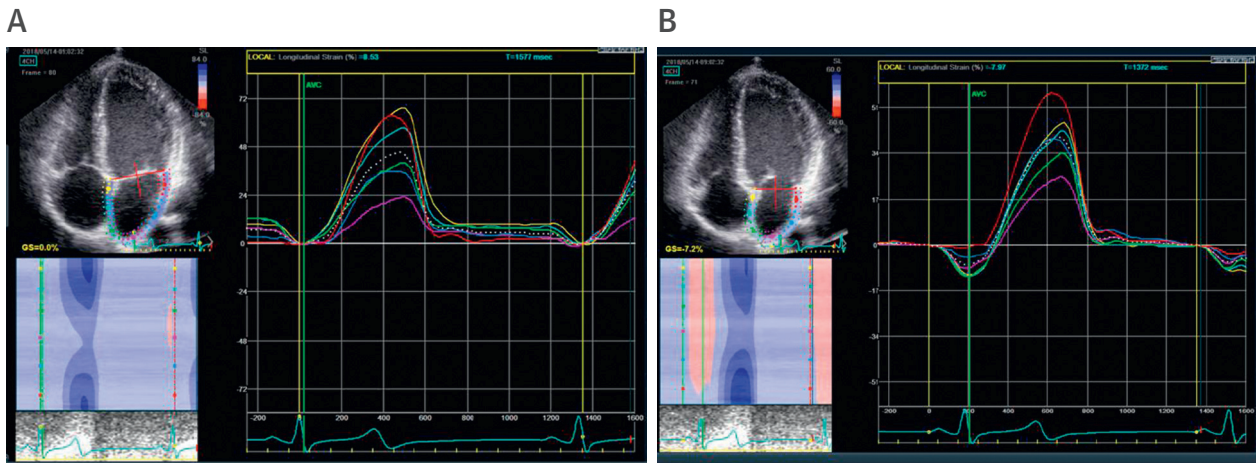 A
2018/05/14-09:02:32
4CH
Frame = 80
SL
84.0
-84.0
%
GS=0.0%
LOCAL: Longitudinal Strain (%) =8.53 T=1577 msec
AVC
72
48
24
0
-24
-48
-72
-200 0 200 400 600 800 1000 1200 1400 1600
B
2018/05/14-09:02:32
4CH
Frame = 71
SL
60.0
-60.0
%
GS=-7.2%
LOCAL: Longitudinal Strain (%) =-7.97 T=1372 msec
AVC
51
34
17
0
-17
-34
-51
-200 0 200 400 600 800 1000 1200 1400 1600